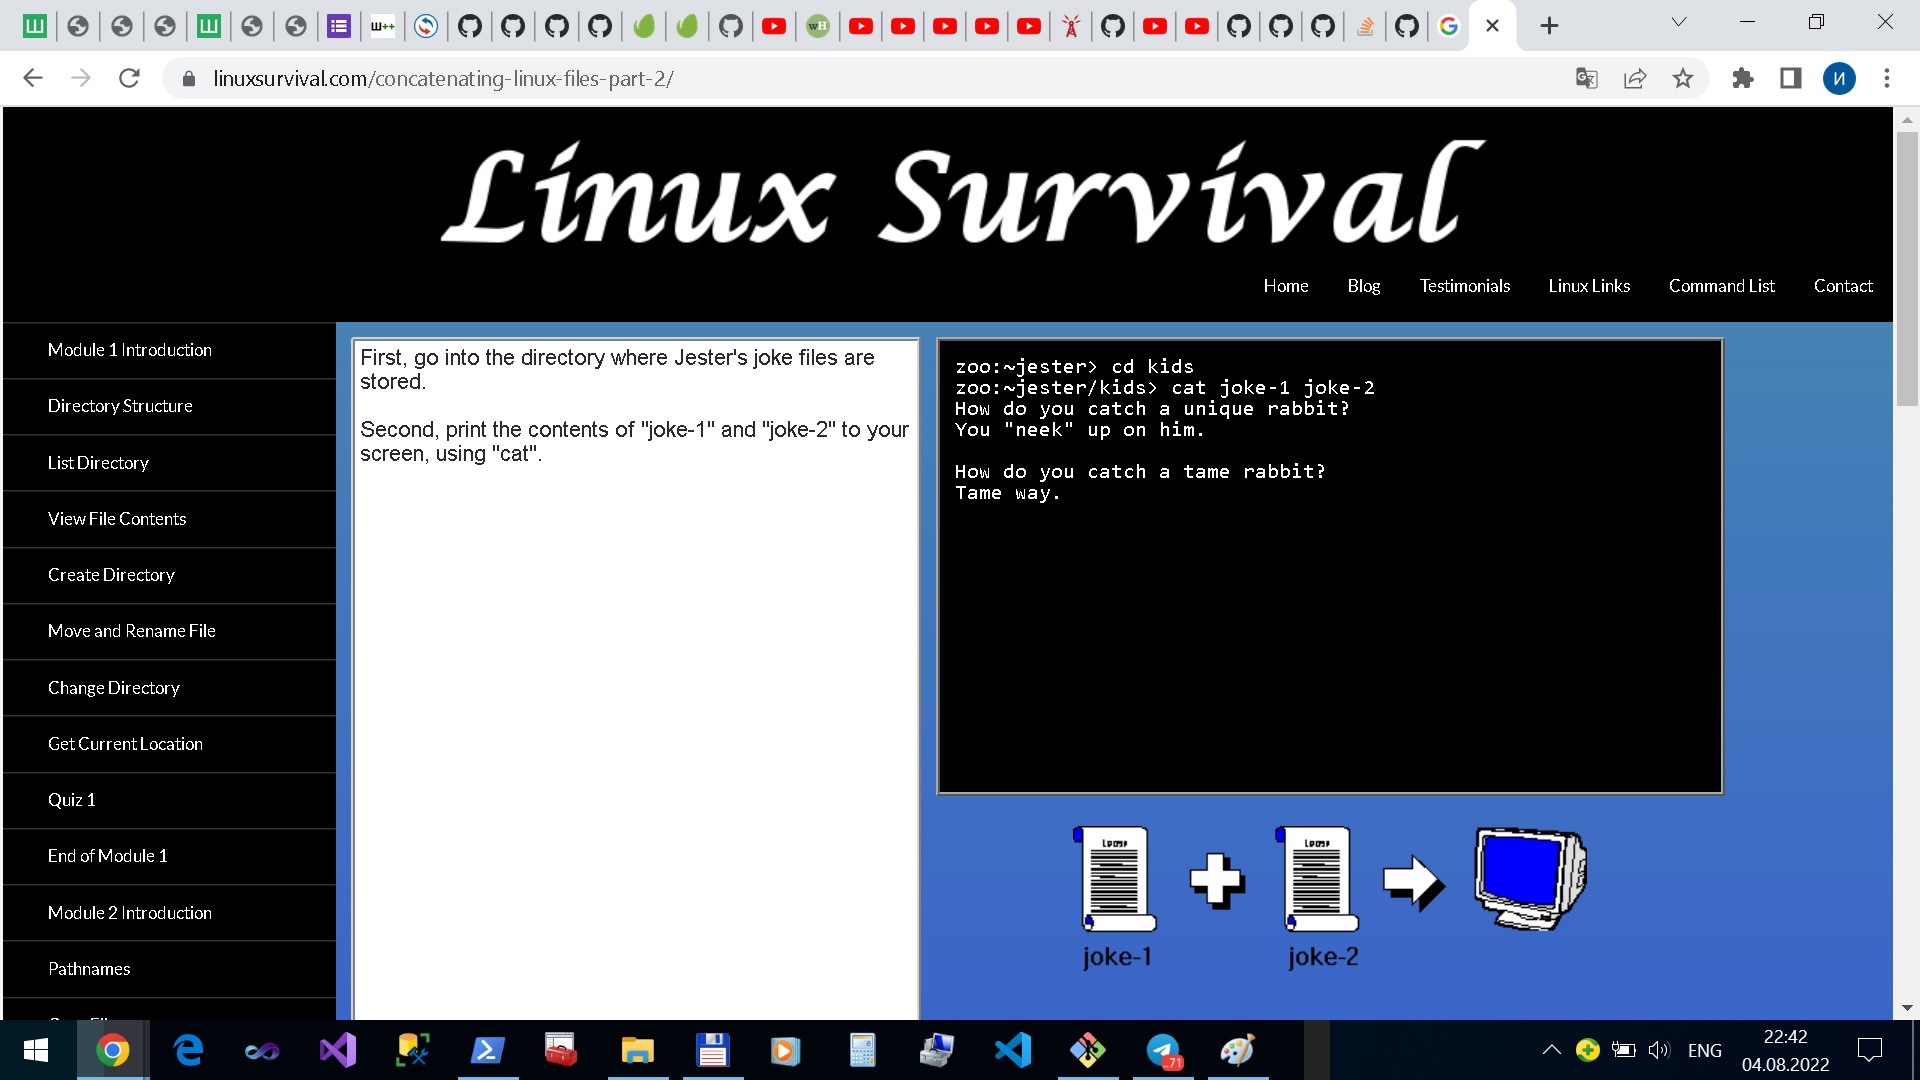 linuxsurvival.com/concatenating-linux-files-part-2/
И
Linux Survival
Home Blog Testimonials Linux Links Command List Contact
Module 1 Introduction
Directory Structure
List Directory
View File Contents
Create Directory
Move and Rename File
Change Directory
Get Current Location
Quiz 1
End of Module 1
Module 2 Introduction
Pathnames
First, go into the directory where Jester's joke files are
stored.
Second, print the contents of "joke-1" and "joke-2" to your
screen, using "cat".
zoo:~jester> cd kids
zoo:~jester/kids> cat joke-1 joke-2
How do you catch a unique rabbit?
You "neek" up on him.
How do you catch a tame rabbit?
Tame way.
joke-1 joke-2
71
ENG
22:42
04.08.2022